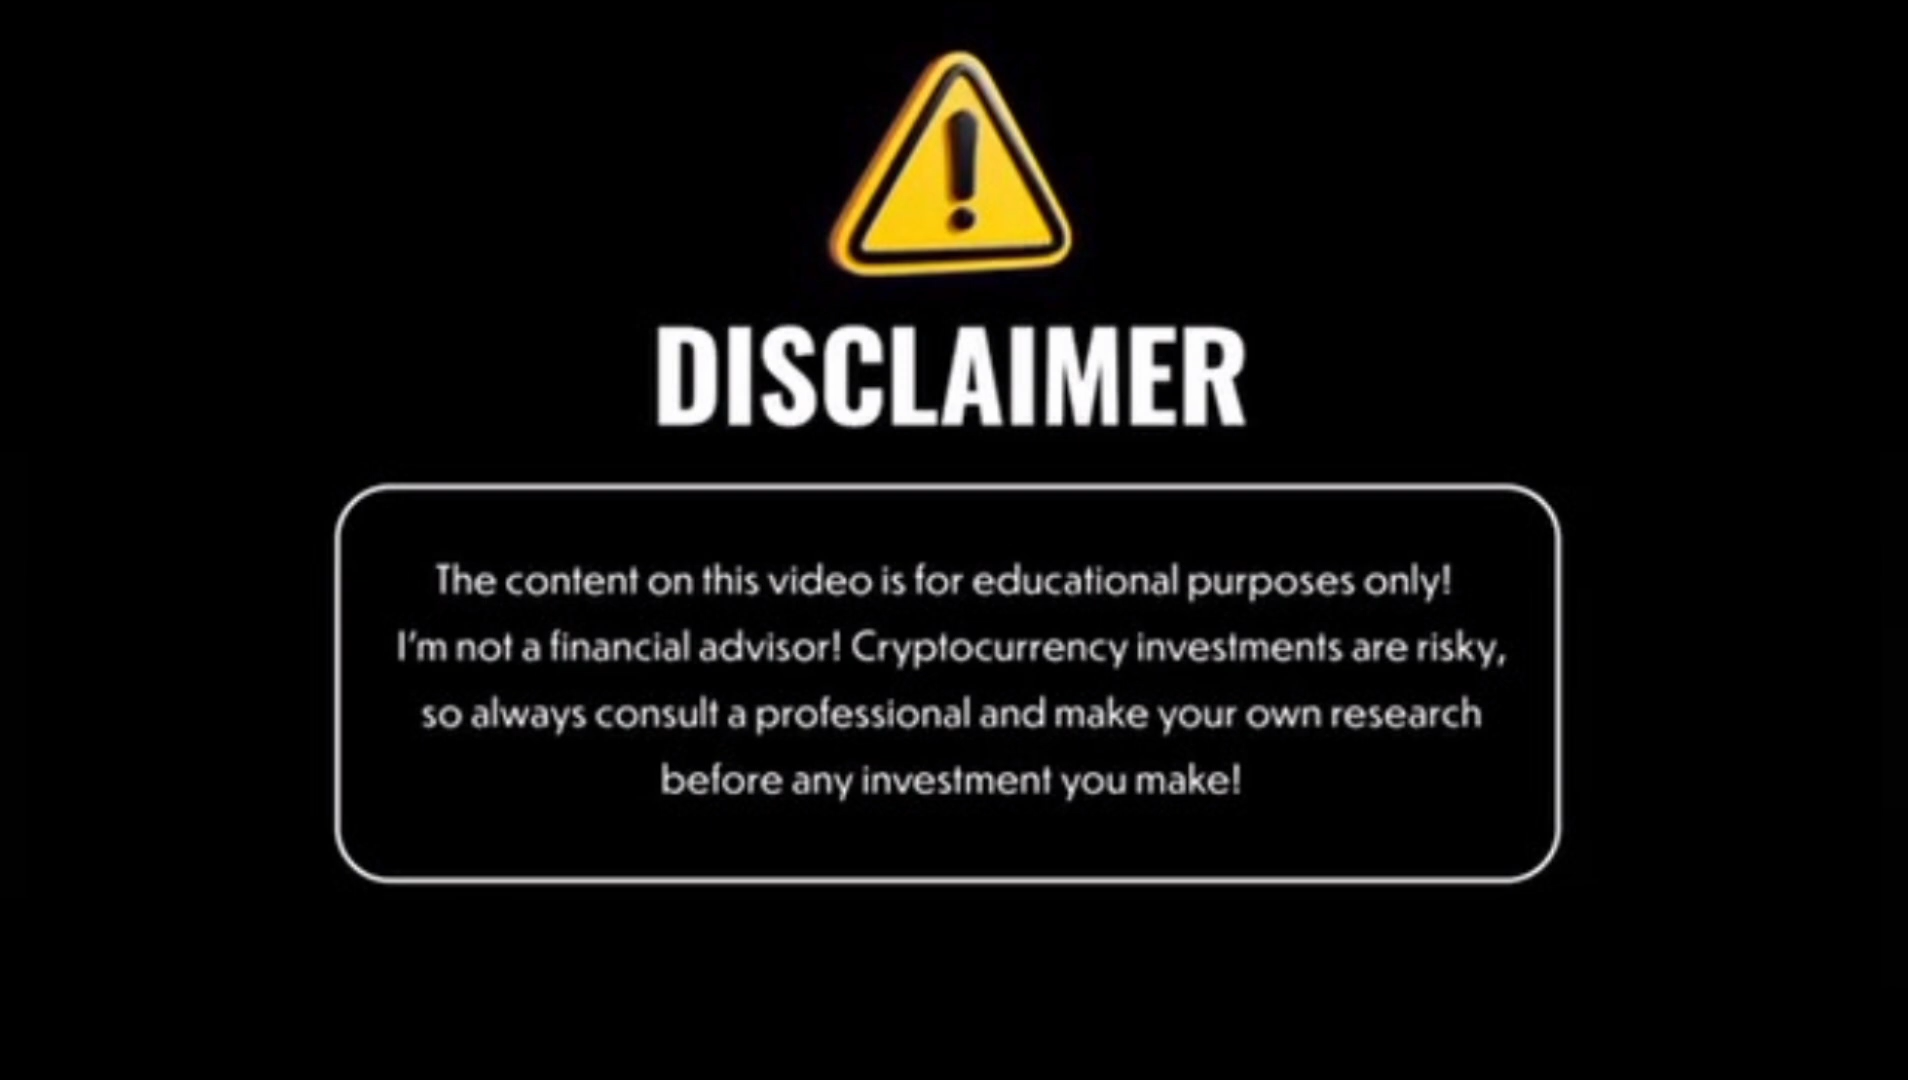 DISCLAIMER
The content on this video is for educational purposes only!
I'm not a financial advisor! Cryptocurrency investments are risky,
so always consult a professional and make your own research
before any investment you make!